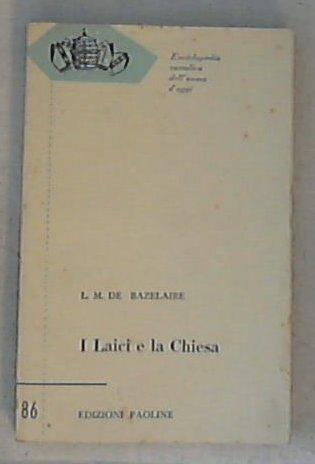 Enciclopedia
cattolica
dell'uomo
d'oggi
L. M. DE BAZELAIRE
I Laici e la Chiesa
86
EDIZIONI PAOLINE